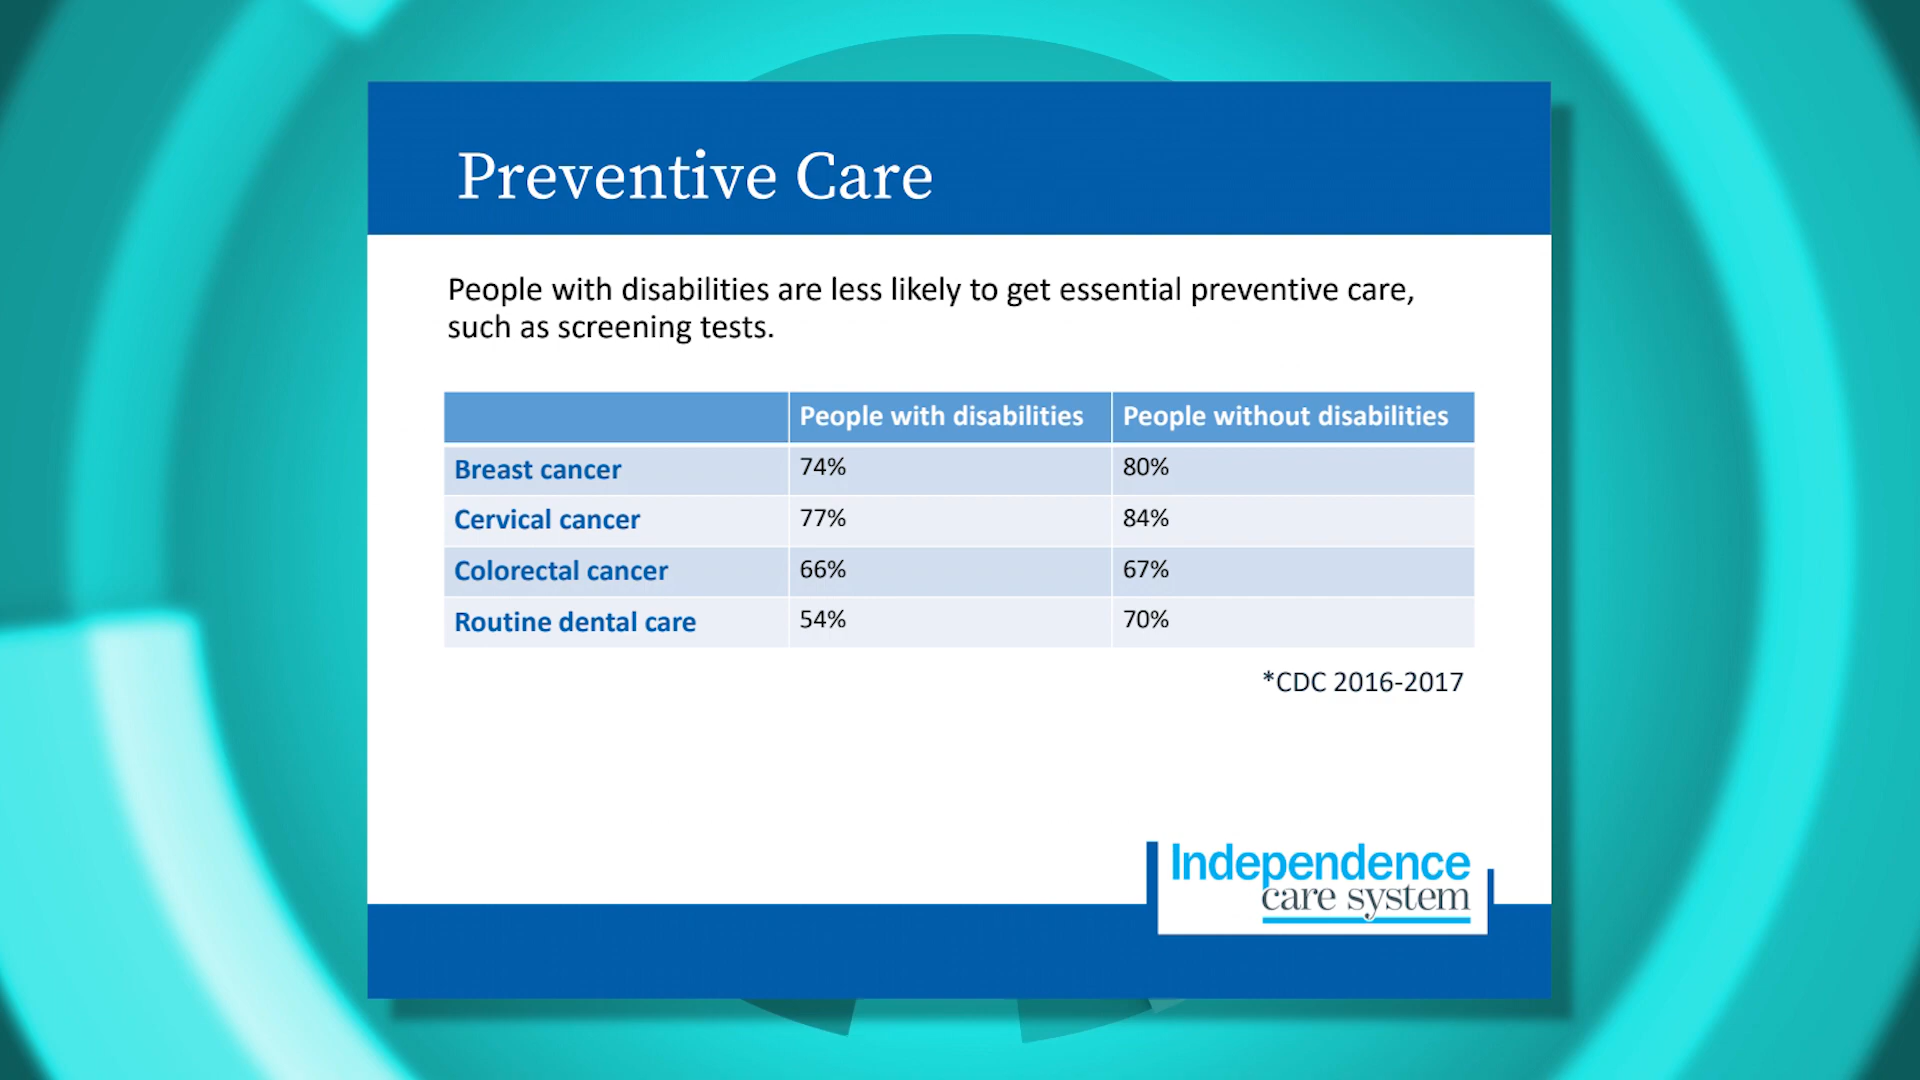 Preventive Care
People with disabilities are less likely to get essential preventive care,
such as screening tests.
People with disabilities People without disabilities
Breast cancer 74% 80%
Cervical cancer 77% 84%
Colorectal cancer 66% 67%
Routine dental care 54% 70%
*CDC 2016-2017
Independence
care system